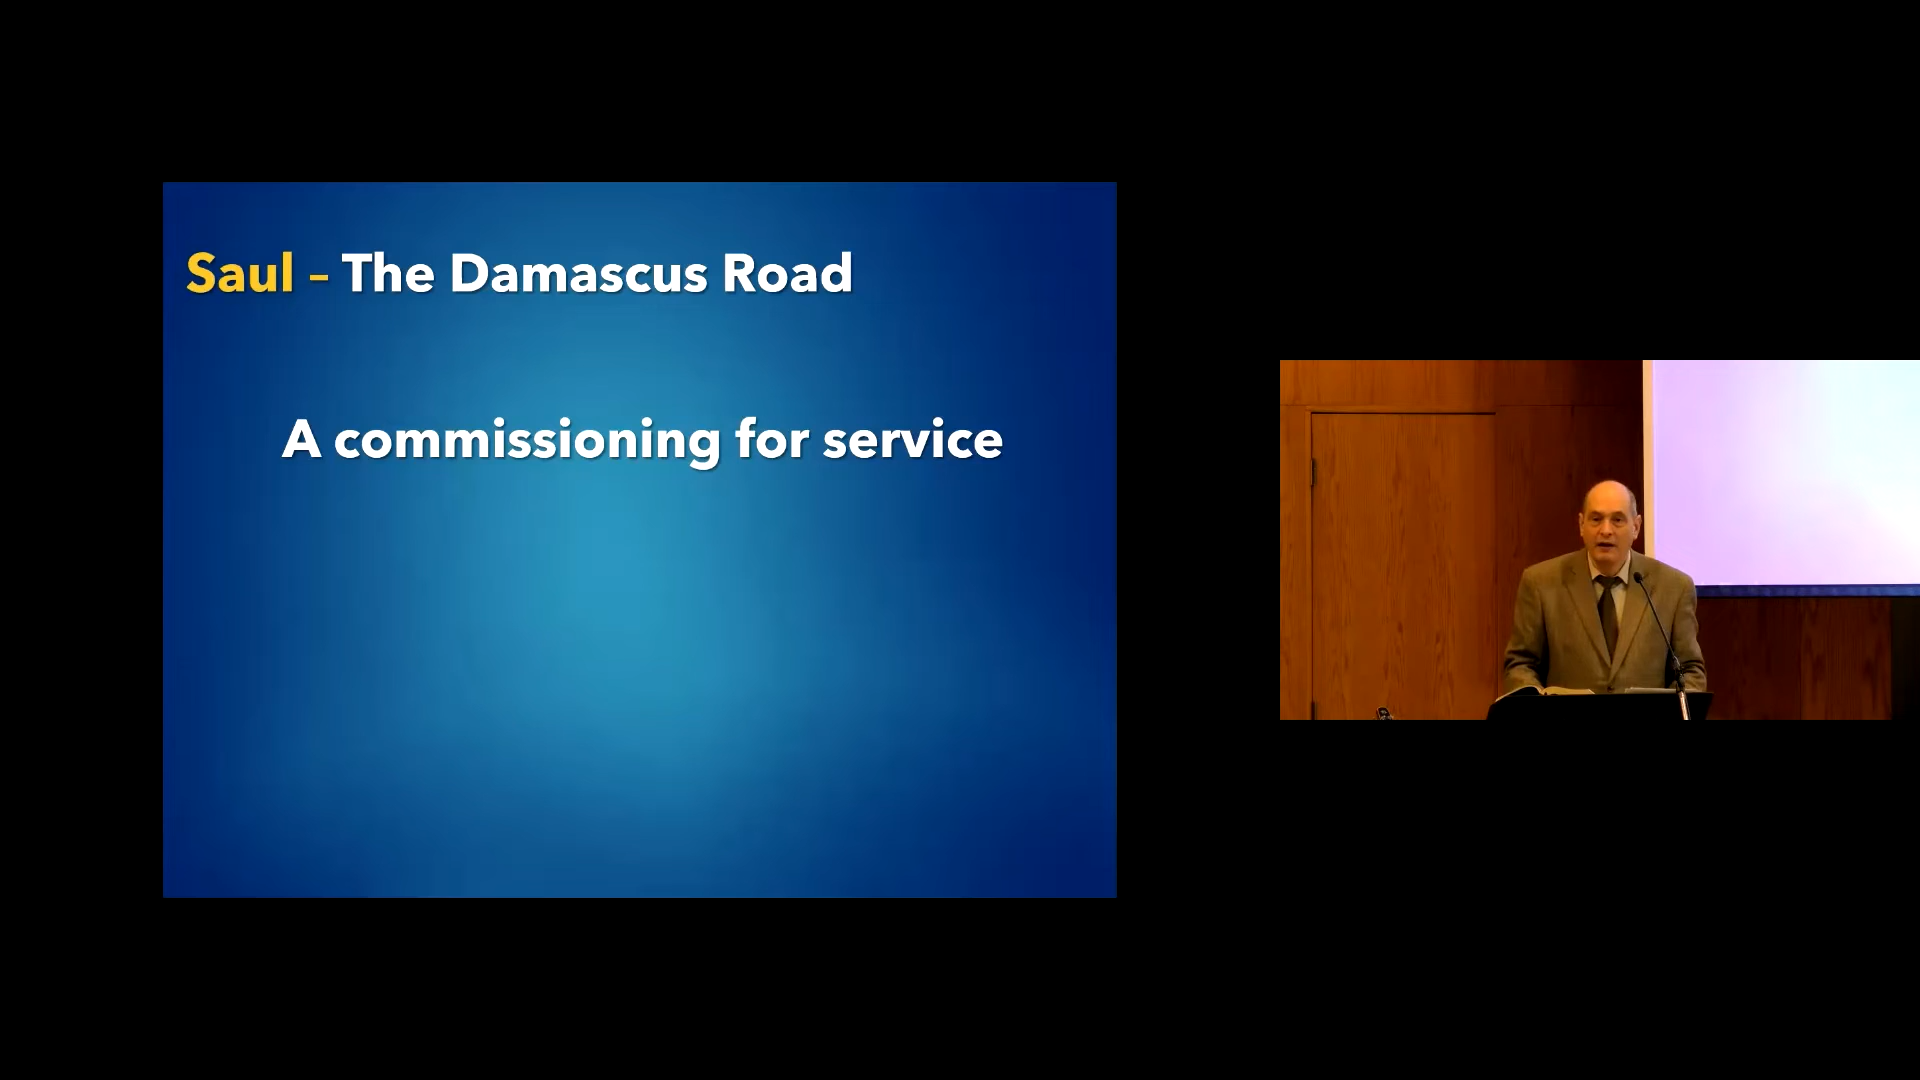 Saul – The Damascus Road
A commissioning for service